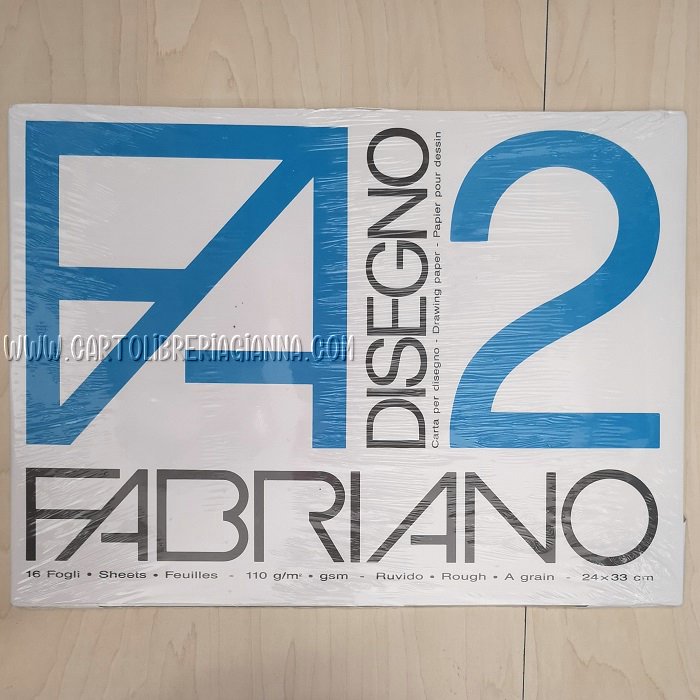 FA
DISEGNO
Carta per disegno - Drawing paper - Papier pour dessin
2
www.cartolibreriagianna.com
FABRIANO
16 Fogli • Sheets • Feuilles - 110 g/m² • gsm - Ruvido • Rough • A grain - 24×33 cm